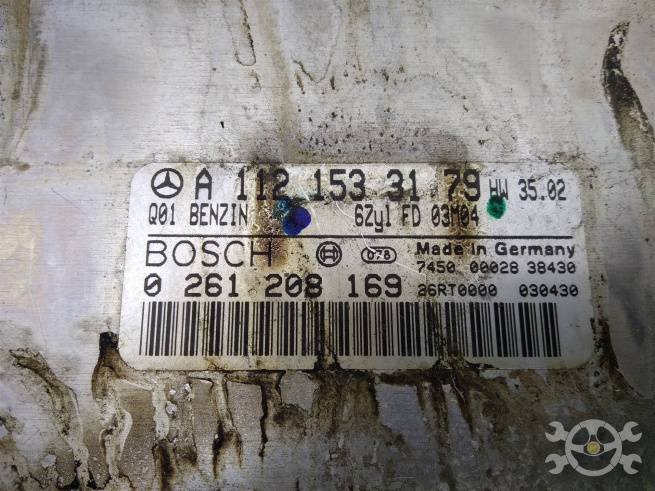 A 112 153 31 79 HW 35.02
Q01 BENZIN 6Zyl FD 03M04
BOSCH 078 Made in Germany
7450 00028 38430
0 261 208 169 26RT0000 030430